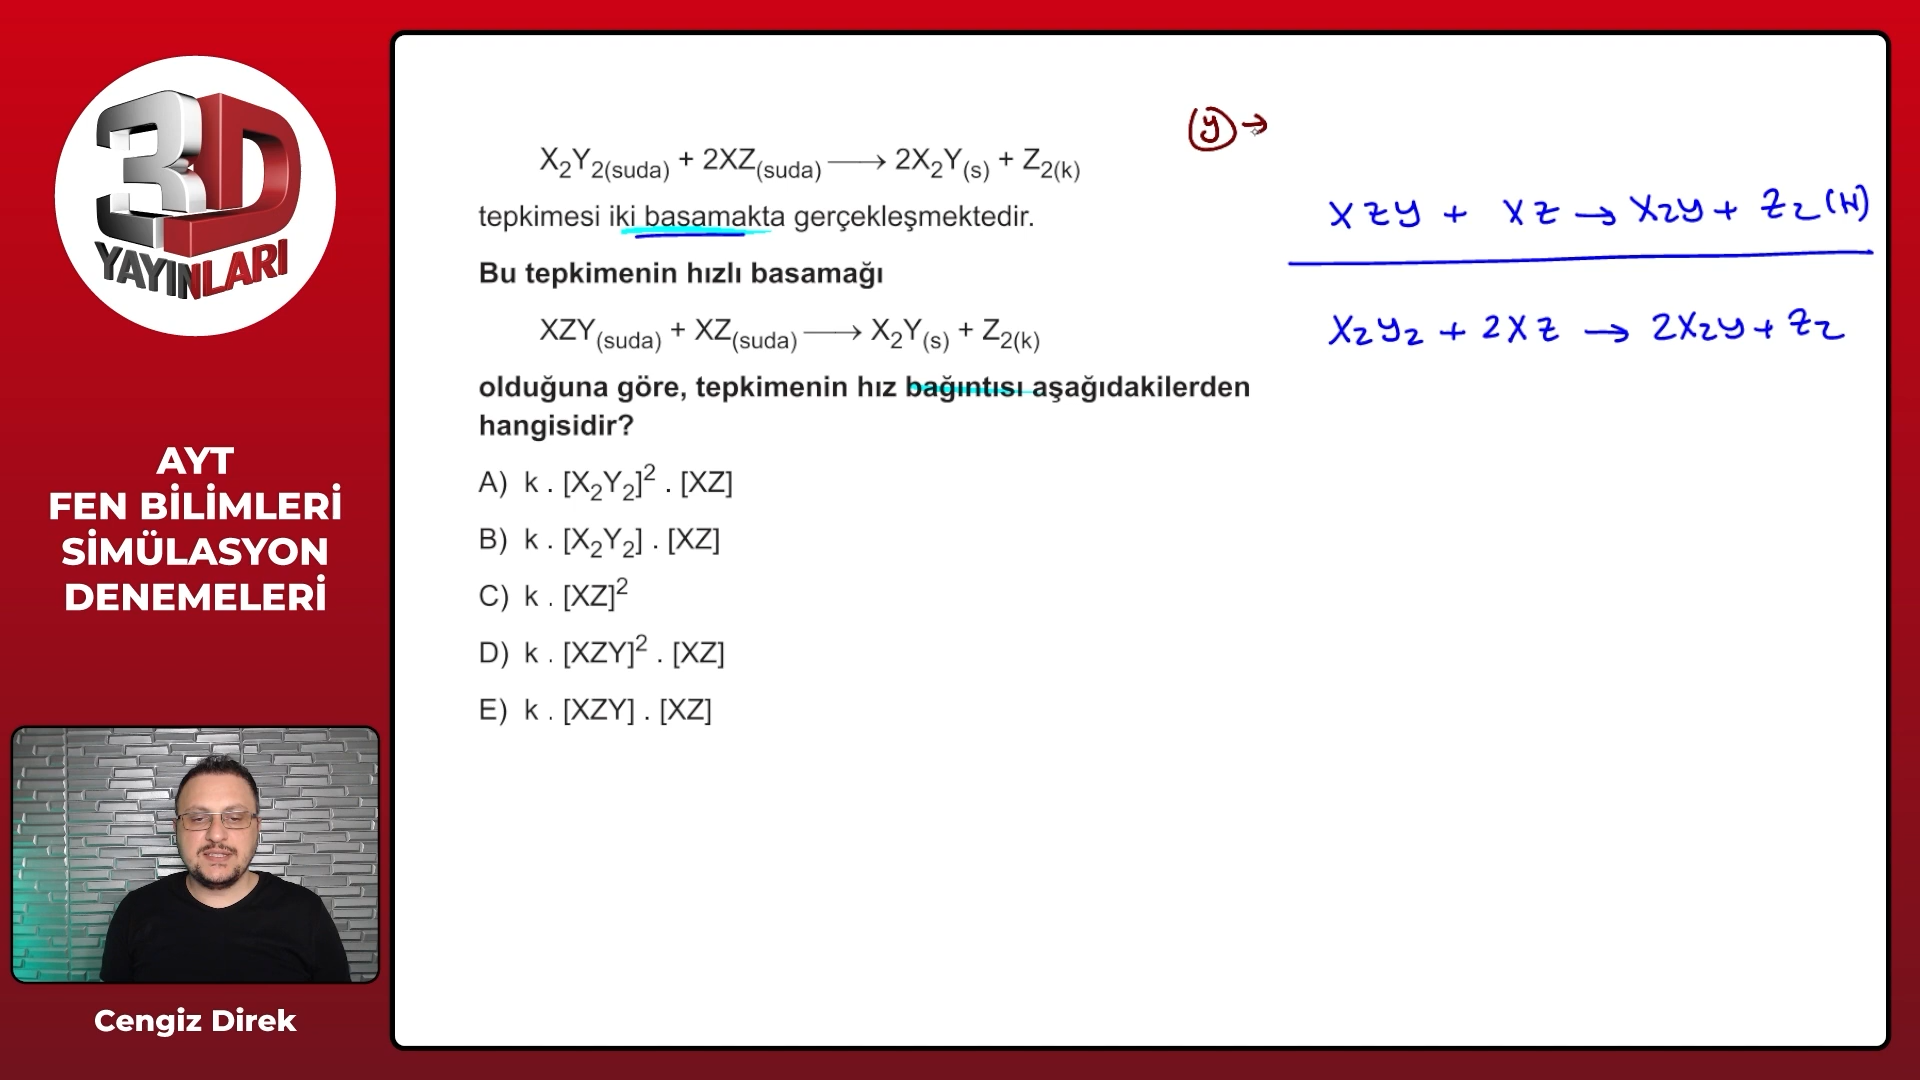 3D
YAYINLARI
AYT
FEN BİLİMLERİ
SİMÜLASYON
DENEMELERİ
Cengiz Direk
X₂Y₂(suda) + 2XZ(suda) ⟶ 2X₂Y(s) + Z₂(k)
tepkimesi iki basamakta gerçekleşmektedir.
Bu tepkimenin hızlı basamağı
XZY(suda) + XZ(suda) ⟶ X₂Y(s) + Z₂(k)
olduğuna göre, tepkimenin hız bağıntısı aşağıdakilerden
hangisidir?
A) k . [X₂Y₂]² . [XZ]
B) k . [X₂Y₂] . [XZ]
C) k . [XZ]²
D) k . [XZY]² . [XZ]
E) k . [XZY] . [XZ]
(y) →
XZY + XZ → X₂Y + Z₂ (H)
X₂Y₂ + 2XZ → 2X₂Y + Z₂